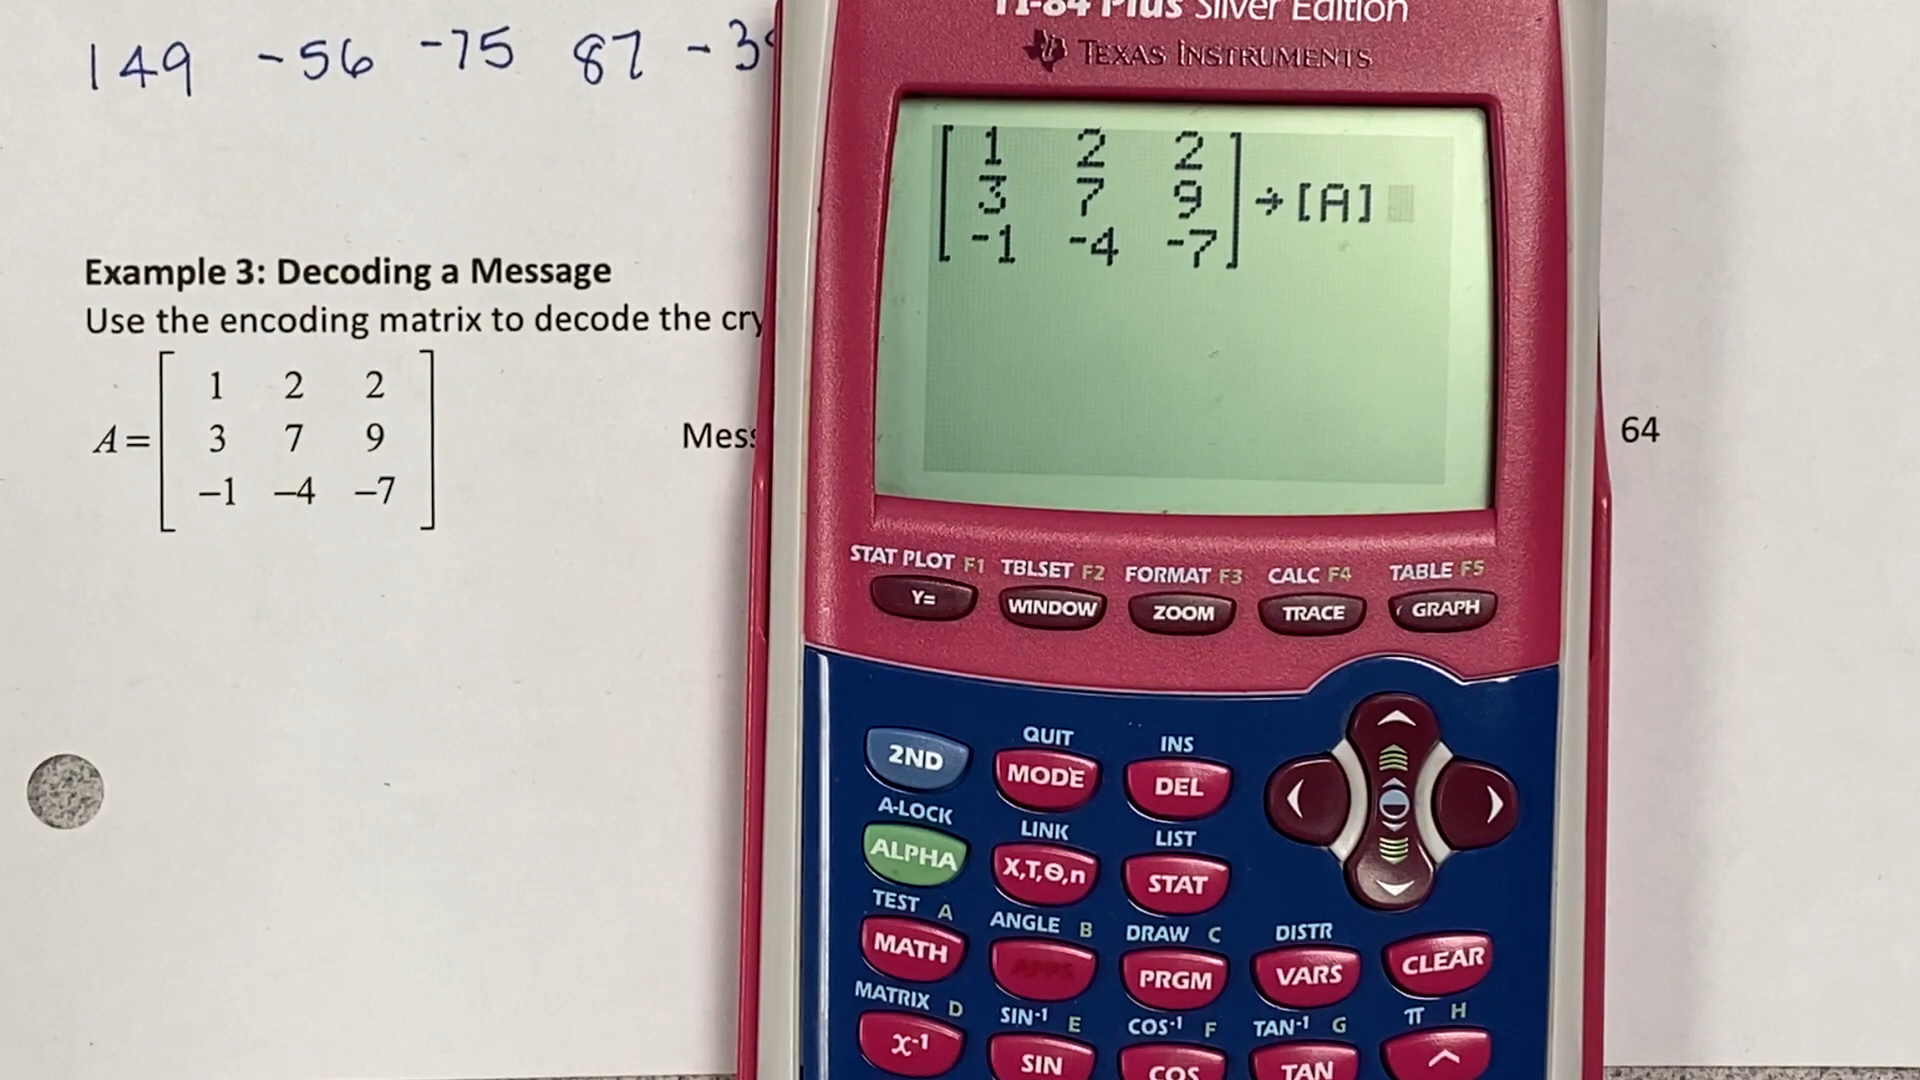 149 -56 -75 87
TI-84 Plus Silver Edition
TEXAS INSTRUMENTS
[1 2 2]
[3 7 9] →[A]
[-1 -4 -7]
Example 3: Decoding a Message
Use the encoding matrix to decode the
1 2 2
A = 3 7 9
–1 –4 –7
64
STAT PLOT F1 TBLSET F2 FORMAT F3 CALC F4 TABLE F5
Y= WINDOW ZOOM TRACE GRAPH
QUIT INS
2ND MODE DEL
A-LOCK LINK LIST
ALPHA X,T,Θ,n STAT
TEST A ANGLE B DRAW C DISTR
MATH APPS PRGM VARS CLEAR
MATRIX D SIN-1 E COS-1 F TAN-1 G π H
x-1 SIN COS TAN ^